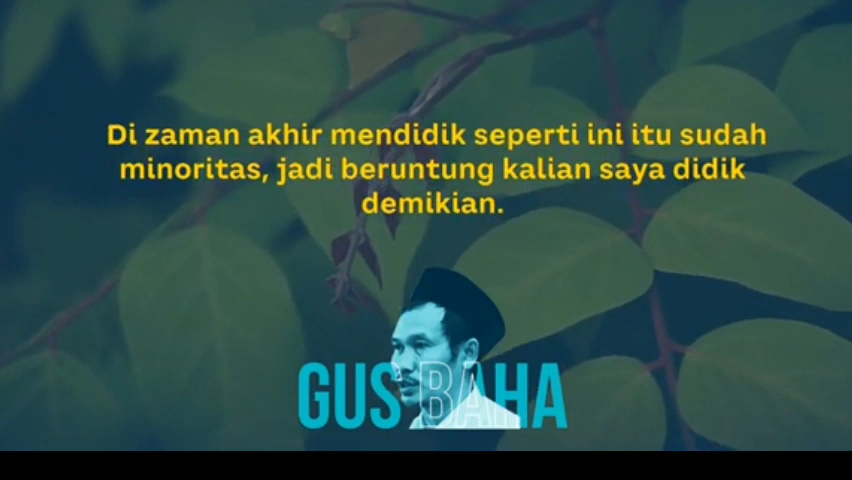 Di zaman akhir mendidik seperti ini itu sudah
minoritas, jadi beruntung kalian saya didik
demikian.
GUS BAHA